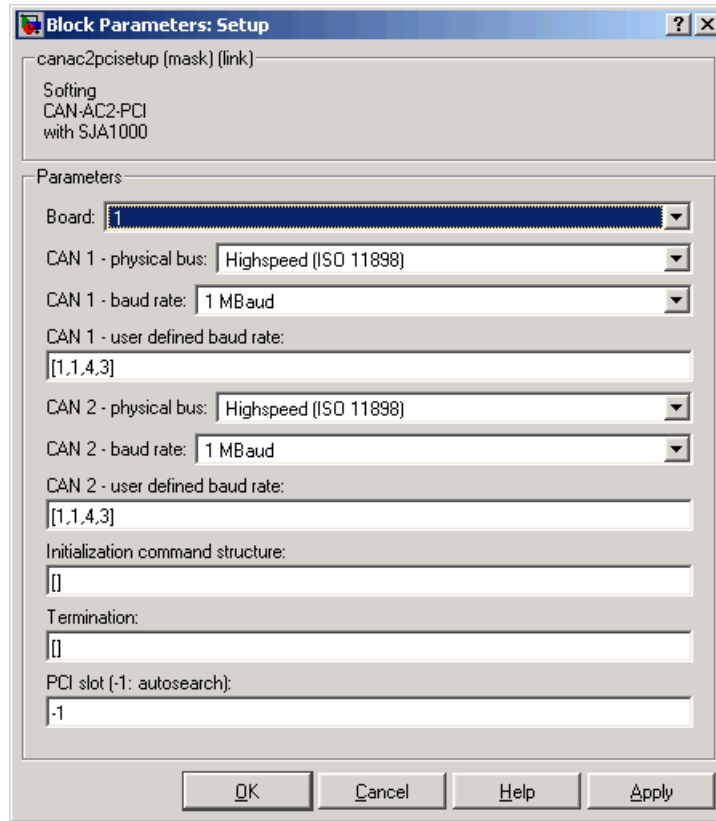 Block Parameters: Setup
canac2pcisetup (mask) (link)
Softing
CAN-AC2-PCI
with SJA1000
Parameters
Board: 1
CAN 1 - physical bus: Highspeed (ISO 11898)
CAN 1 - baud rate: 1 MBaud
CAN 1 - user defined baud rate:
[1,1,4,3]
CAN 2 - physical bus: Highspeed (ISO 11898)
CAN 2 - baud rate: 1 MBaud
CAN 2 - user defined baud rate:
[1,1,4,3]
Initialization command structure:
[]
Termination:
[]
PCI slot (-1: autosearch):
-1
OK Cancel Help Apply